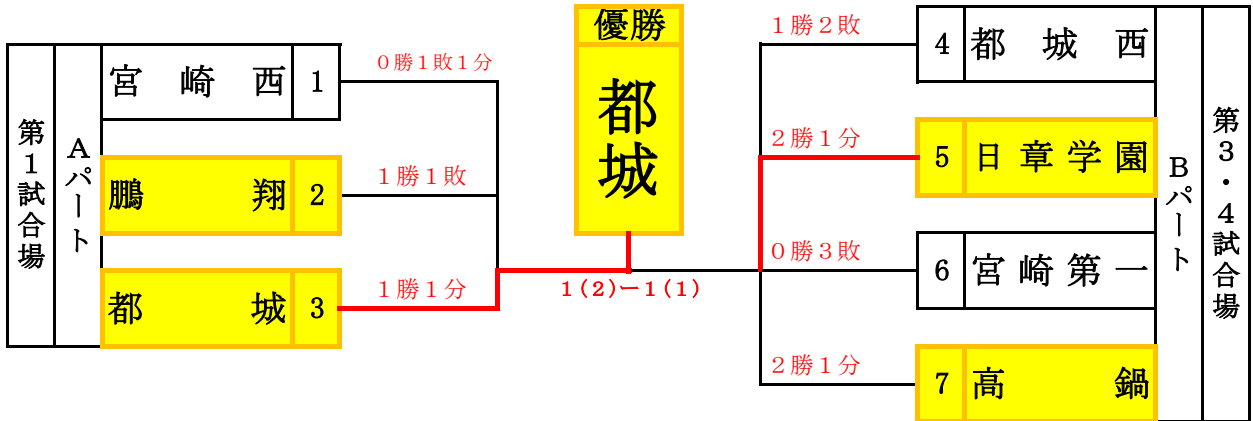 優勝
都城
第1試合場
Aパート
宮崎西 1
0勝1敗1分
鵬翔 2
1勝1敗
都城 3
1勝1分
1(2)ー1(1)
1勝2敗
4 都城西
2勝1分
5 日章学園
0勝3敗
6 宮崎第一
2勝1分
7 高鍋
Bパート
第3・4試合場